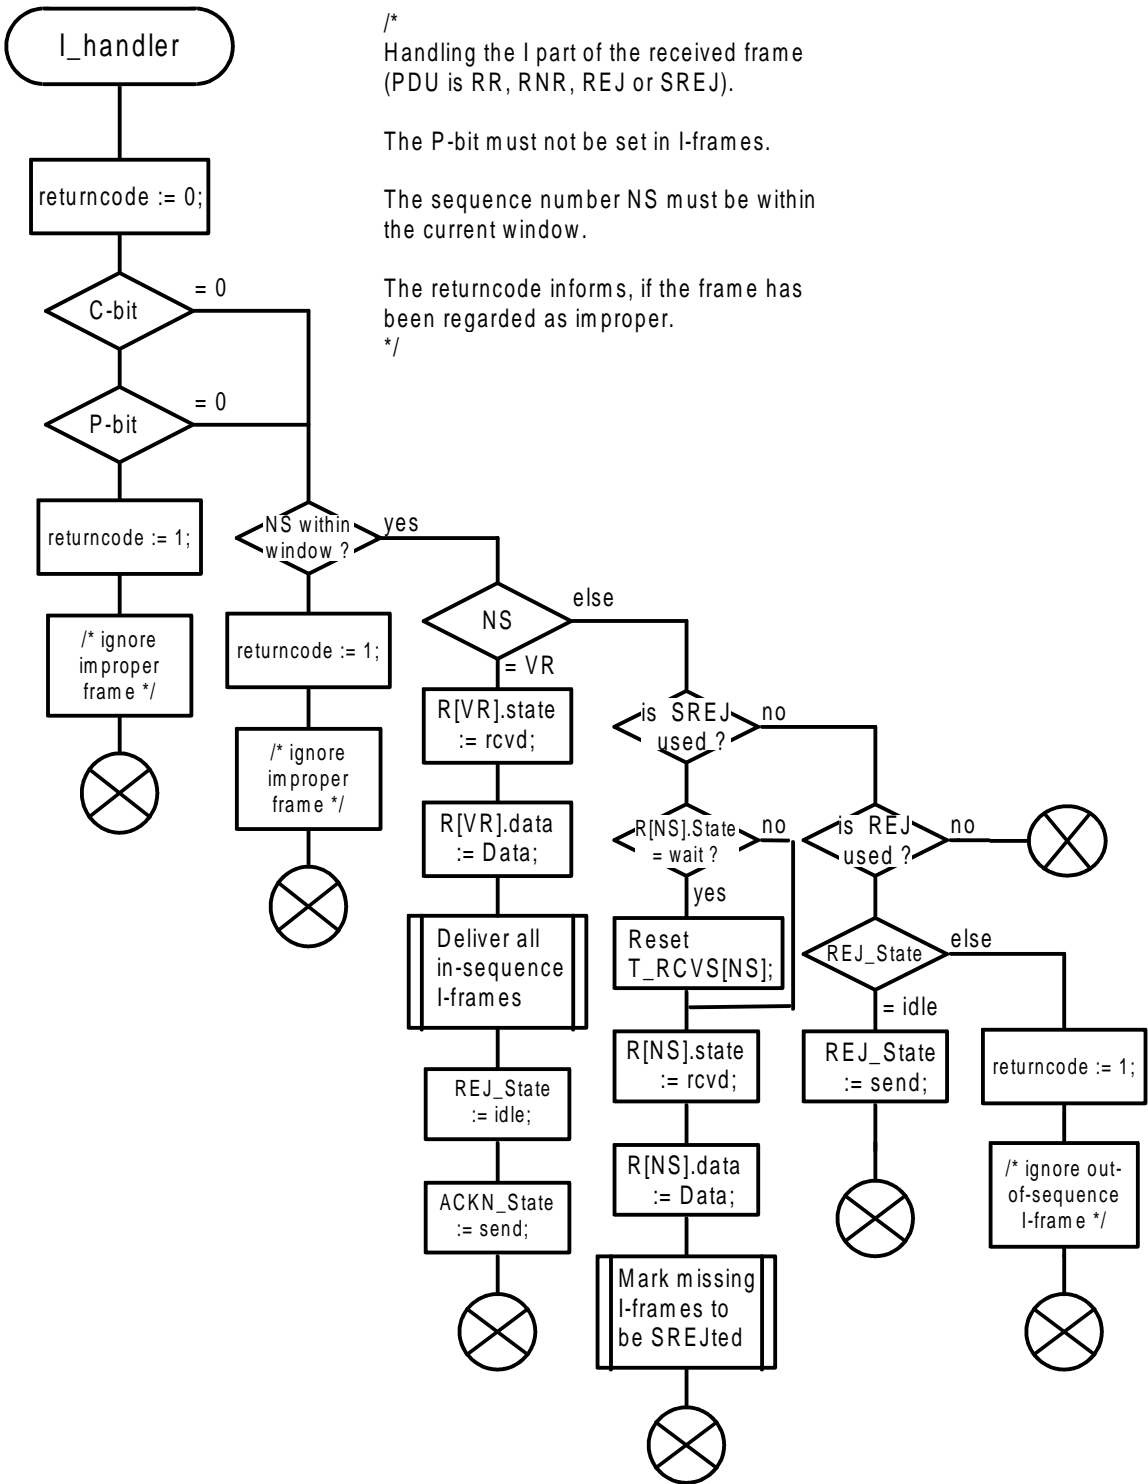 I_handler
/*
Handling the I part of the received frame
(PDU is RR, RNR, REJ or SREJ).
The P-bit must not be set in I-frames.
The sequence number NS must be within
the current window.
The returncode informs, if the frame has
been regarded as improper.
*/
returncode := 0;
C-bit
= 0
P-bit
= 0
returncode := 1;
/* ignore
improper
frame */
NS within
window ?
yes
returncode := 1;
/* ignore
improper
frame */
NS
else
= VR
R[VR].state
:= rcvd;
R[VR].data
:= Data;
Deliver all
in-sequence
I-frames
REJ_State
:= idle;
ACKN_State
:= send;
is SREJ
used ?
no
R[NS].State
= wait ?
no
yes
Reset
T_RCVS[NS];
R[NS].state
:= rcvd;
R[NS].data
:= Data;
Mark missing
I-frames to
be SREJted
is REJ
used ?
no
REJ_State
else
= idle
REJ_State
:= send;
returncode := 1;
/* ignore out-
of-sequence
I-frame */